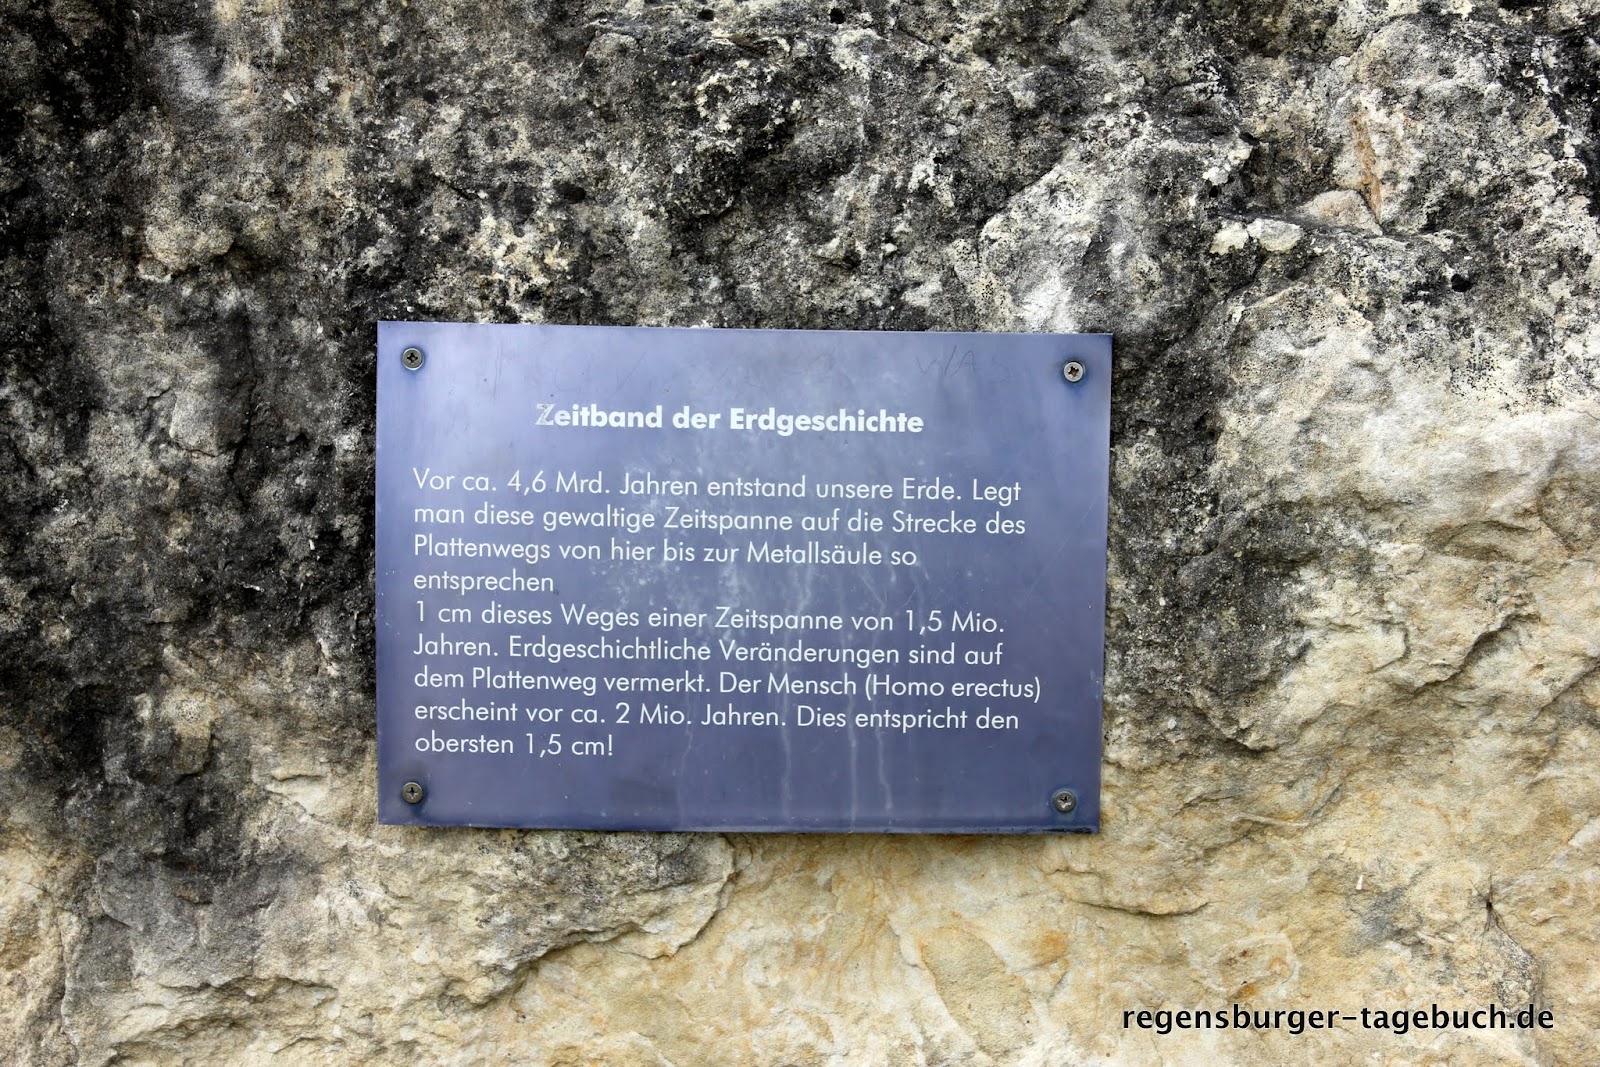 WAS
Zeitband der Erdgeschichte
Vor ca. 4,6 Mrd. Jahren entstand unsere Erde. Legt
man diese gewaltige Zeitspanne auf die Strecke des
Plattenwegs von hier bis zur Metallsäule so
entsprechen
1 cm dieses Weges einer Zeitspanne von 1,5 Mio.
Jahren. Erdgeschichtliche Veränderungen sind auf
dem Plattenweg vermerkt. Der Mensch (Homo erectus)
erscheint vor ca. 2 Mio. Jahren. Dies entspricht den
obersten 1,5 cm!
regensburger-tagebuch.de